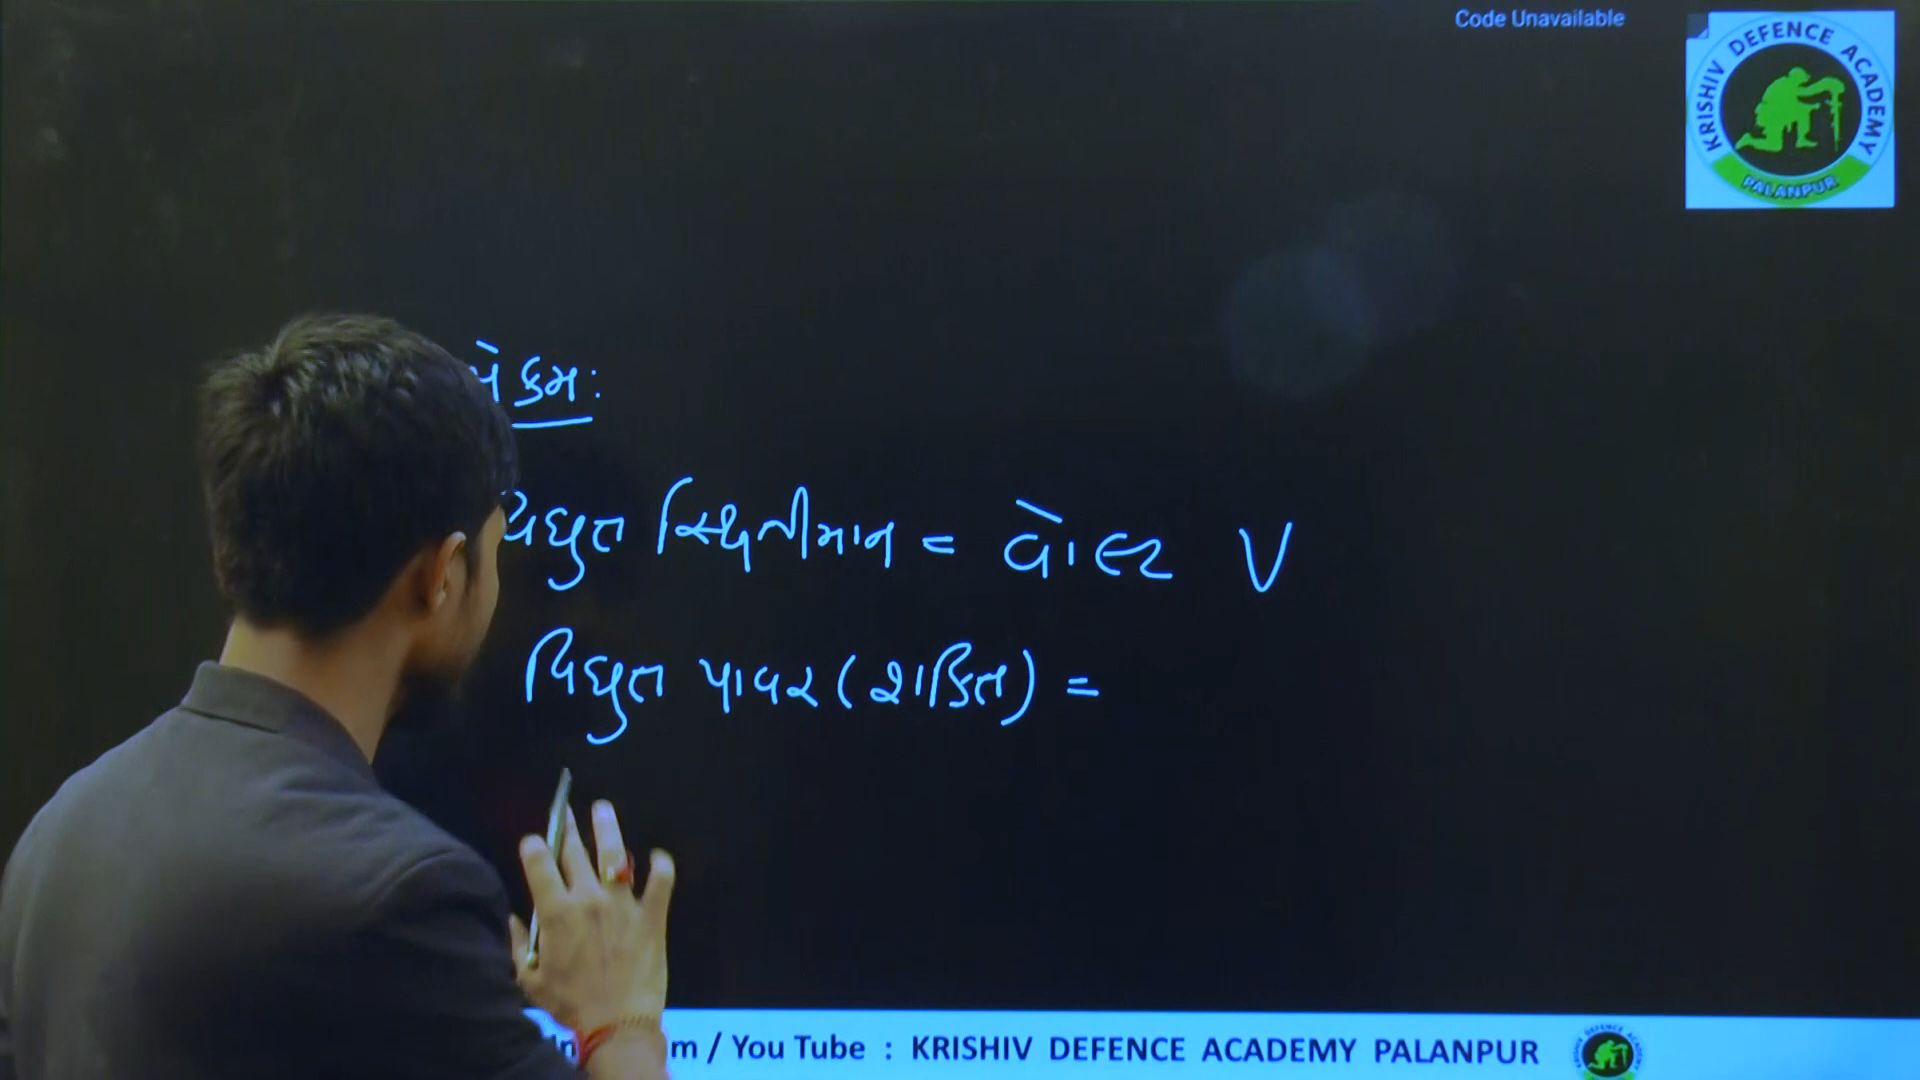 Code Unavailable
KRISHIV DEFENCE ACADEMY
PALANPUR
ક્રમ:
વિદ્યુત સ્થિતીમાન = વોલ્ટ V
વિદ્યુત પાવર (શકિત) =
m / You Tube : KRISHIV DEFENCE ACADEMY PALANPUR